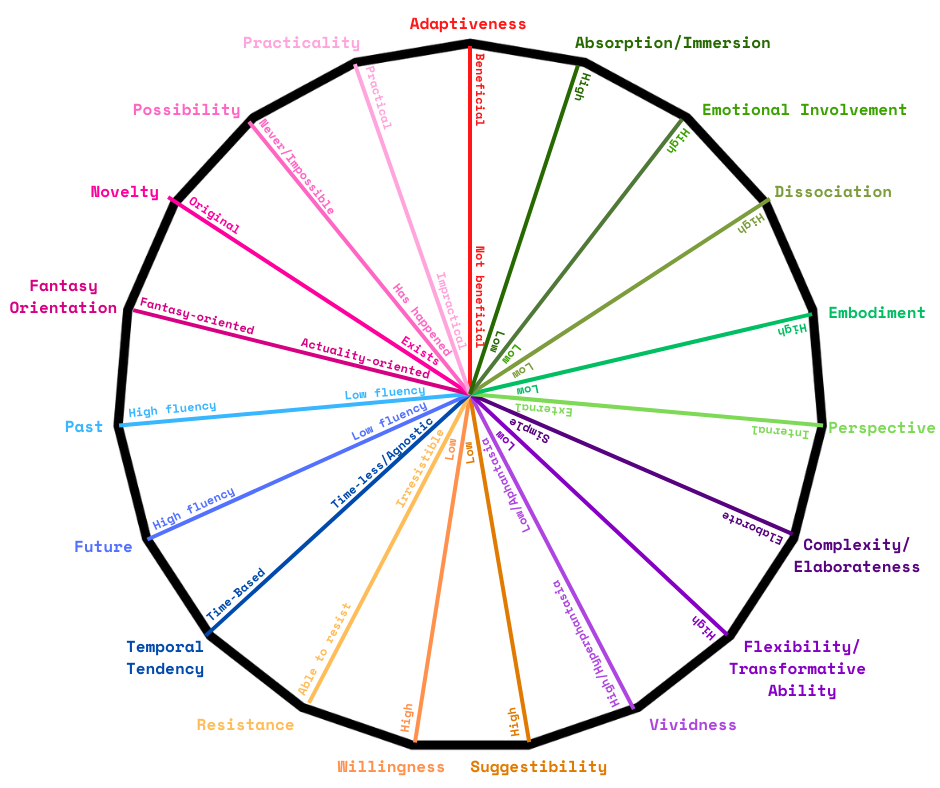 Adaptiveness
Beneficial
Not beneficial
Absorption/Immersion
High
Low
Emotional Involvement
High
Low
Dissociation
High
Low
Embodiment
High
Low
Perspective
Internal
External
Complexity/
Elaborateness
Elaborate
Simple
Flexibility/
Transformative
Ability
High
Low
Vividness
High/Hyperphantasia
Low/Aphantasia
Suggestibility
High
Low
Willingness
High
Low
Resistance
Able to resist
Irresistible
Temporal
Tendency
Time-Based
Time-less/Agnostic
Future
High fluency
Low fluency
Past
High fluency
Low fluency
Fantasy
Orientation
Fantasy-oriented
Actuality-oriented
Novelty
Original
Exists
Possibility
Never/Impossible
Has happened
Practicality
Practical
Impractical